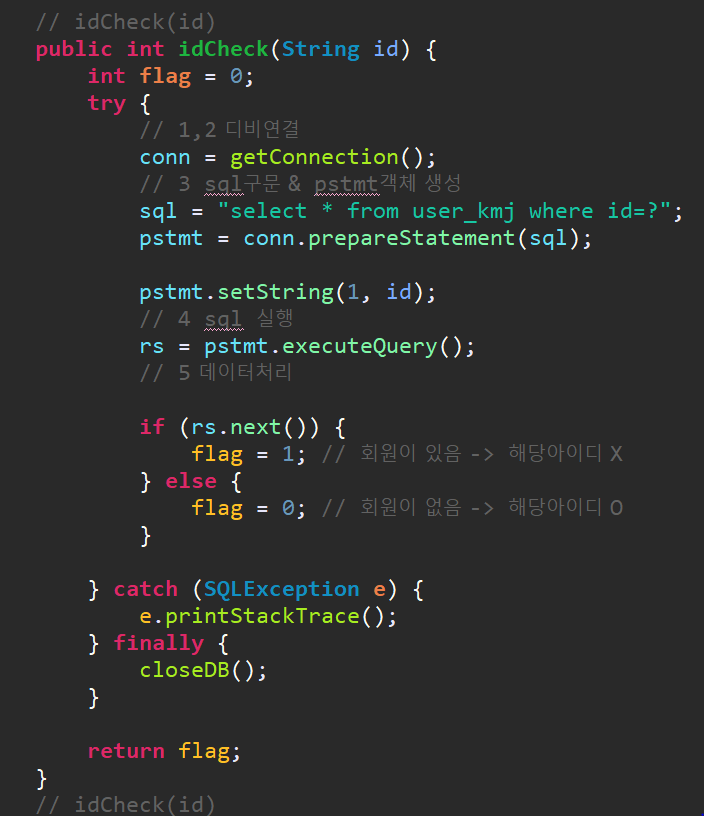 // idCheck(id)
public int idCheck(String id) {
    int flag = 0;
    try {
        // 1,2 디비연결
        conn = getConnection();
        // 3 sql구문 & pstmt객체 생성
        sql = "select * from user_kmj where id=?";
        pstmt = conn.prepareStatement(sql);

        pstmt.setString(1, id);
        // 4 sql 실행
        rs = pstmt.executeQuery();
        // 5 데이터처리

        if (rs.next()) {
            flag = 1; // 회원이 있음 -> 해당아이디 X
        } else {
            flag = 0; // 회원이 없음 -> 해당아이디 O
        }

    } catch (SQLException e) {
        e.printStackTrace();
    } finally {
        closeDB();
    }

    return flag;
}
// idCheck(id)